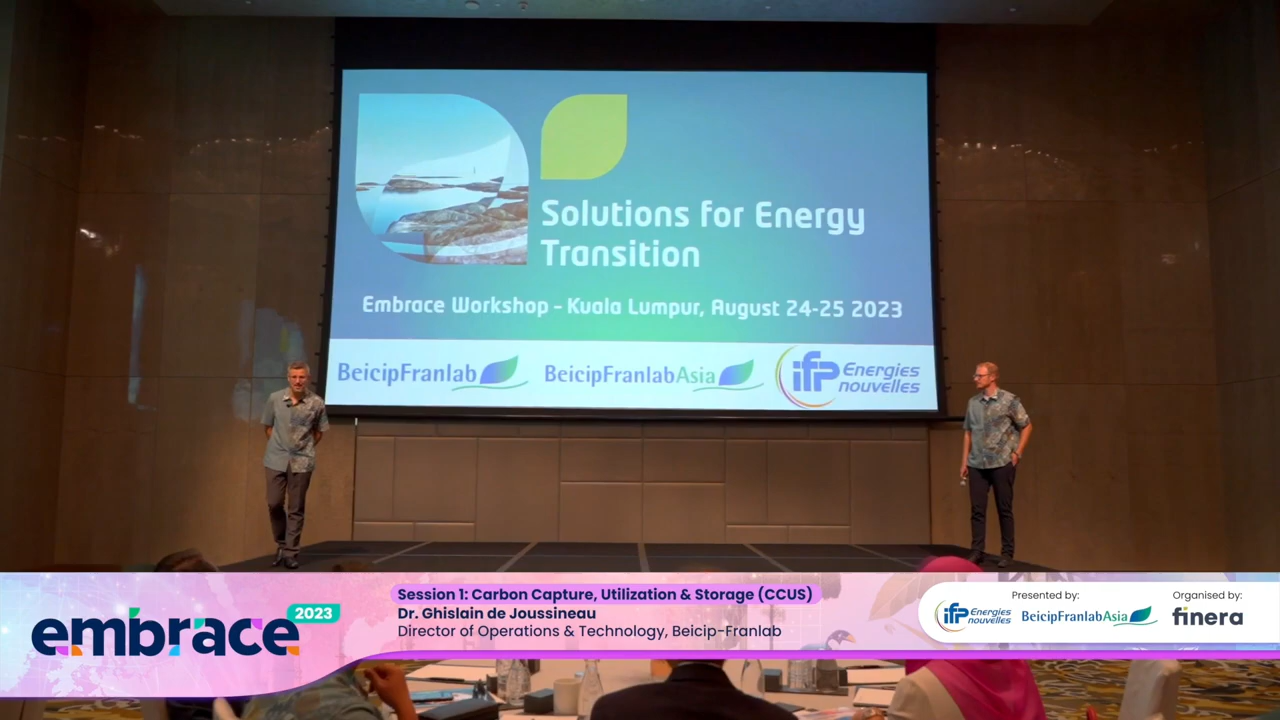 Solutions for Energy
Transition
Embrace Workshop - Kuala Lumpur, August 24-25 2023
BeicipFranlab
BeicipFranlabAsia
ifP Energies
nouvelles
embrace 2023
Session 1: Carbon Capture, Utilization & Storage (CCUS)
Dr. Ghislain de Joussineau
Director of Operations & Technology, Beicip-Franlab
Presented by:
ifP Energies
nouvelles
BeicipFranlabAsia
Organised by:
finera